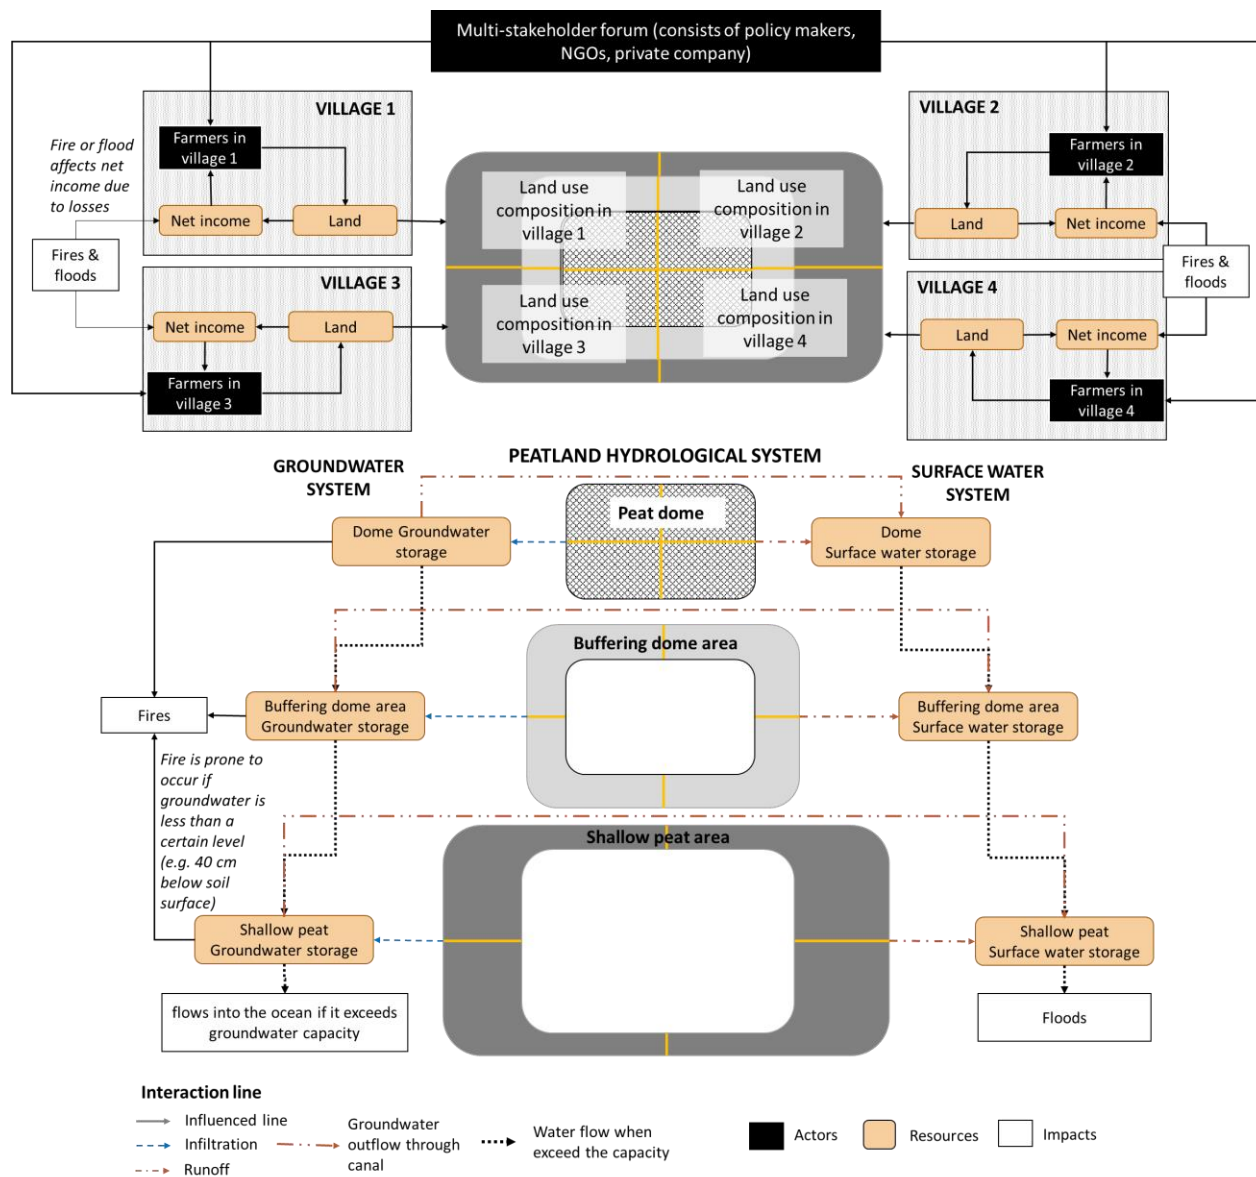 Multi-stakeholder forum (consists of policy makers,
NGOs, private company)
VILLAGE 1
Farmers in
village 1
Net income
Land
Fire or flood
affects net
income due
to losses
Fires &
floods
VILLAGE 3
Net income
Land
Farmers in
village 3
Land use
composition in
village 1
Land use
composition in
village 2
Land use
composition in
village 3
Land use
composition in
village 4
VILLAGE 2
Farmers in
village 2
Land
Net income
Fires &
floods
VILLAGE 4
Land
Net income
Farmers in
village 4
PEATLAND HYDROLOGICAL SYSTEM
GROUNDWATER
SYSTEM
SURFACE WATER
SYSTEM
Dome Groundwater
storage
Peat dome
Dome
Surface water storage
Buffering dome area
Fires
Buffering dome area
Groundwater storage
Buffering dome area
Surface water storage
Fire is prone to
occur if
groundwater is
less than a
certain level
(e.g. 40 cm
below soil
surface)
Shallow peat area
Shallow peat
Groundwater storage
Shallow peat
Surface water storage
flows into the ocean if it exceeds
groundwater capacity
Floods
Interaction line
Influenced line
Infiltration
Runoff
Groundwater
outflow through
canal
Water flow when
exceed the capacity
Actors
Resources
Impacts